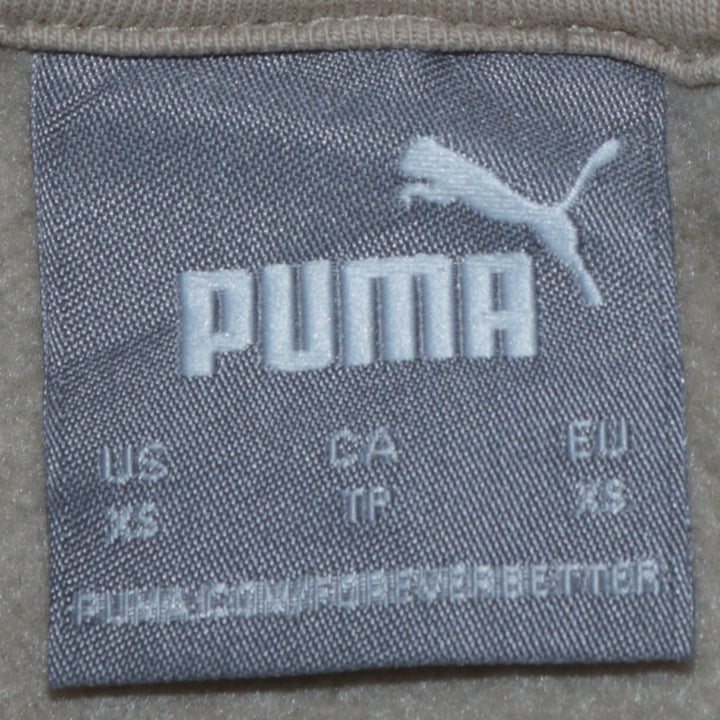 PUMA
US CA EU
XS TP XS
PUMA.COM/FOREVERBETTER